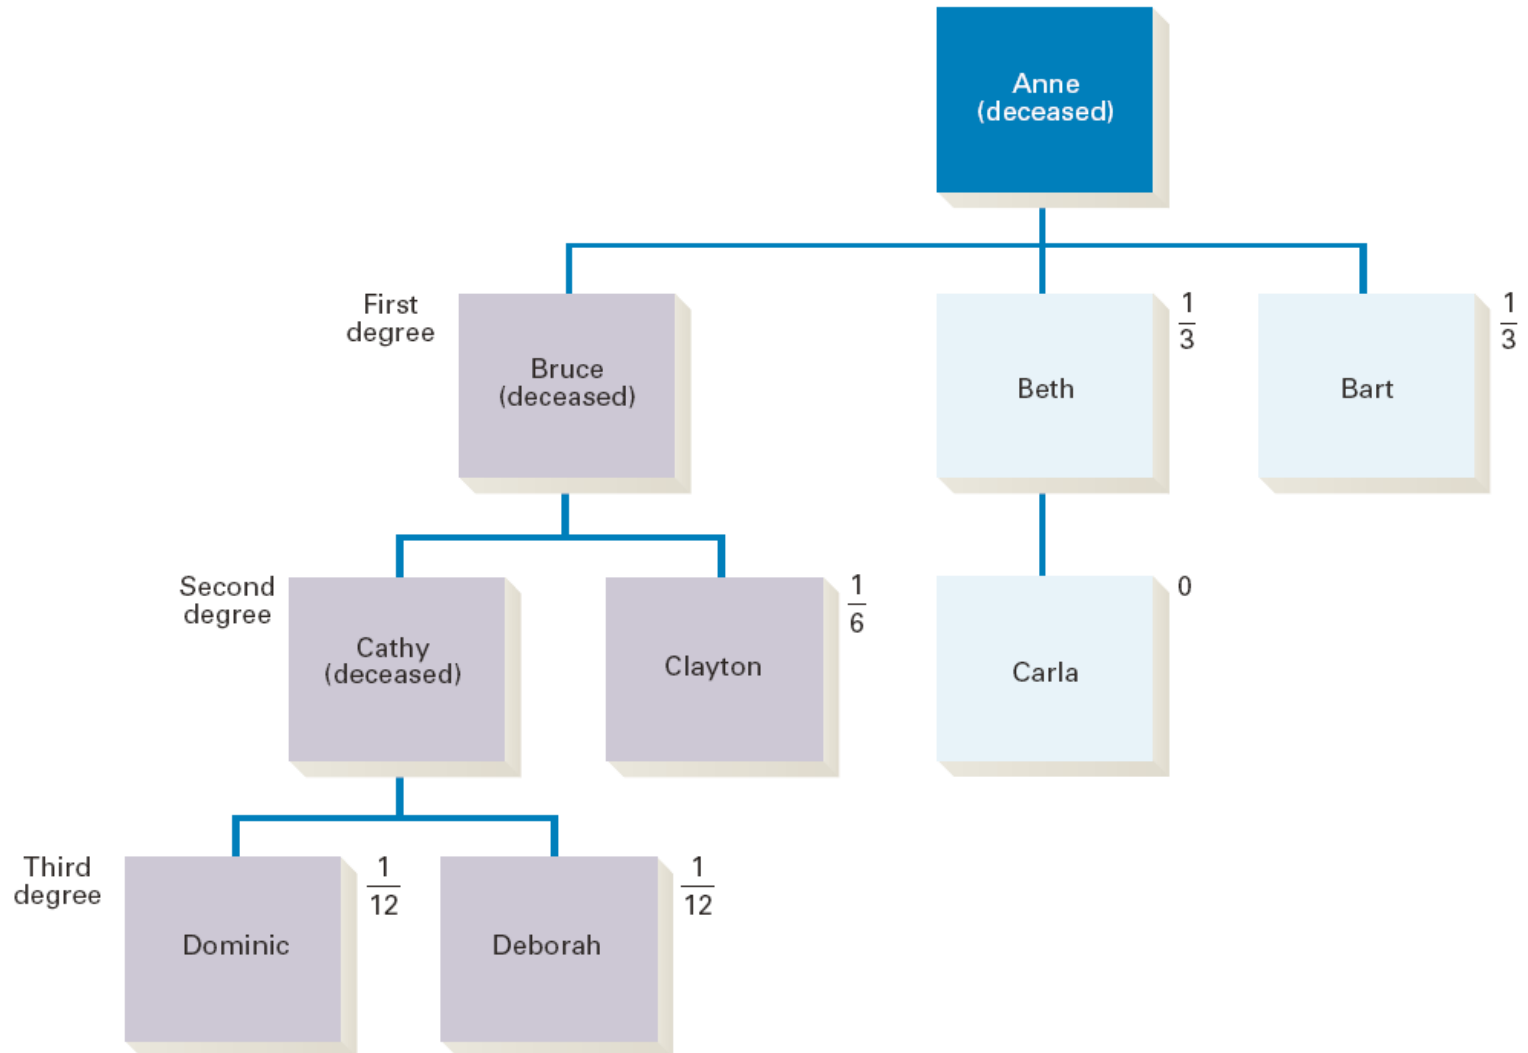 Anne
(deceased)
First
degree
Bruce
(deceased)
Beth
1
3
Bart
1
3
Second
degree
Cathy
(deceased)
Clayton
1
6
Carla
0
Third
degree
Dominic
1
12
Deborah
1
12